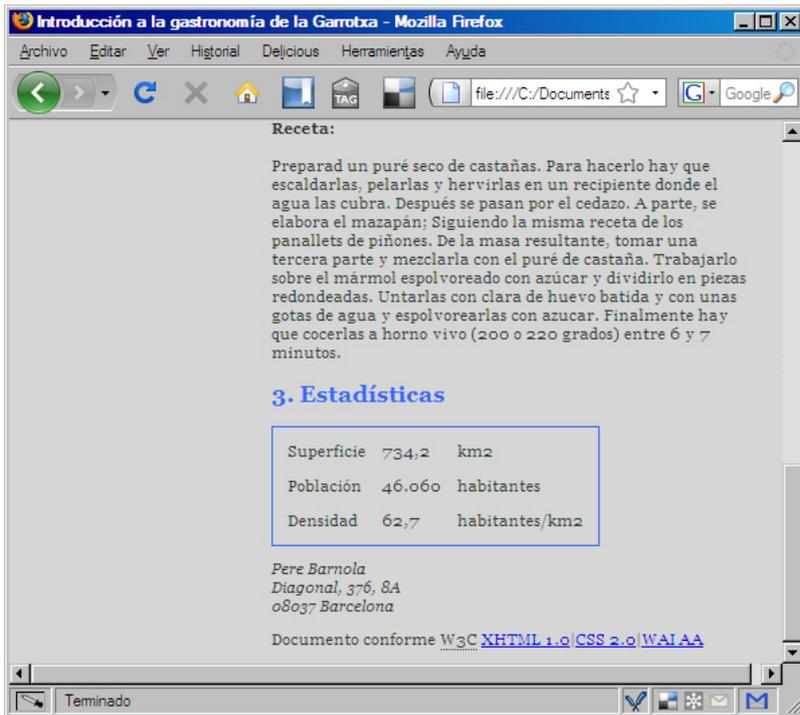 Introducción a la gastronomía de la Garrotxa - Mozilla Firefox
Archivo Editar Ver Historial Delicious Herramientas Ayuda
TAG file:///C:/Documents G Google
Receta:
Preparad un puré seco de castañas. Para hacerlo hay que
escaldarlas, pelarlas y hervirlas en un recipiente donde el
agua las cubra. Después se pasan por el cedazo. A parte, se
elabora el mazapán; Siguiendo la misma receta de los
panallets de piñones. De la masa resultante, tomar una
tercera parte y mezclarla con el puré de castaña. Trabajarlo
sobre el mármol espolvoreado con azúcar y dividirlo en piezas
redondeadas. Untarlas con clara de huevo batida y con unas
gotas de agua y espolvorearlas con azucar. Finalmente hay
que cocerlas a horno vivo (200 o 220 grados) entre 6 y 7
minutos.
3. Estadísticas
Superficie 734,2 km2
Población 46.060 habitantes
Densidad 62,7 habitantes/km2
Pere Barnola
Diagonal, 376, 8A
08037 Barcelona
Documento conforme W3C XHTML 1.0|CSS 2.0|WAI AA
Terminado